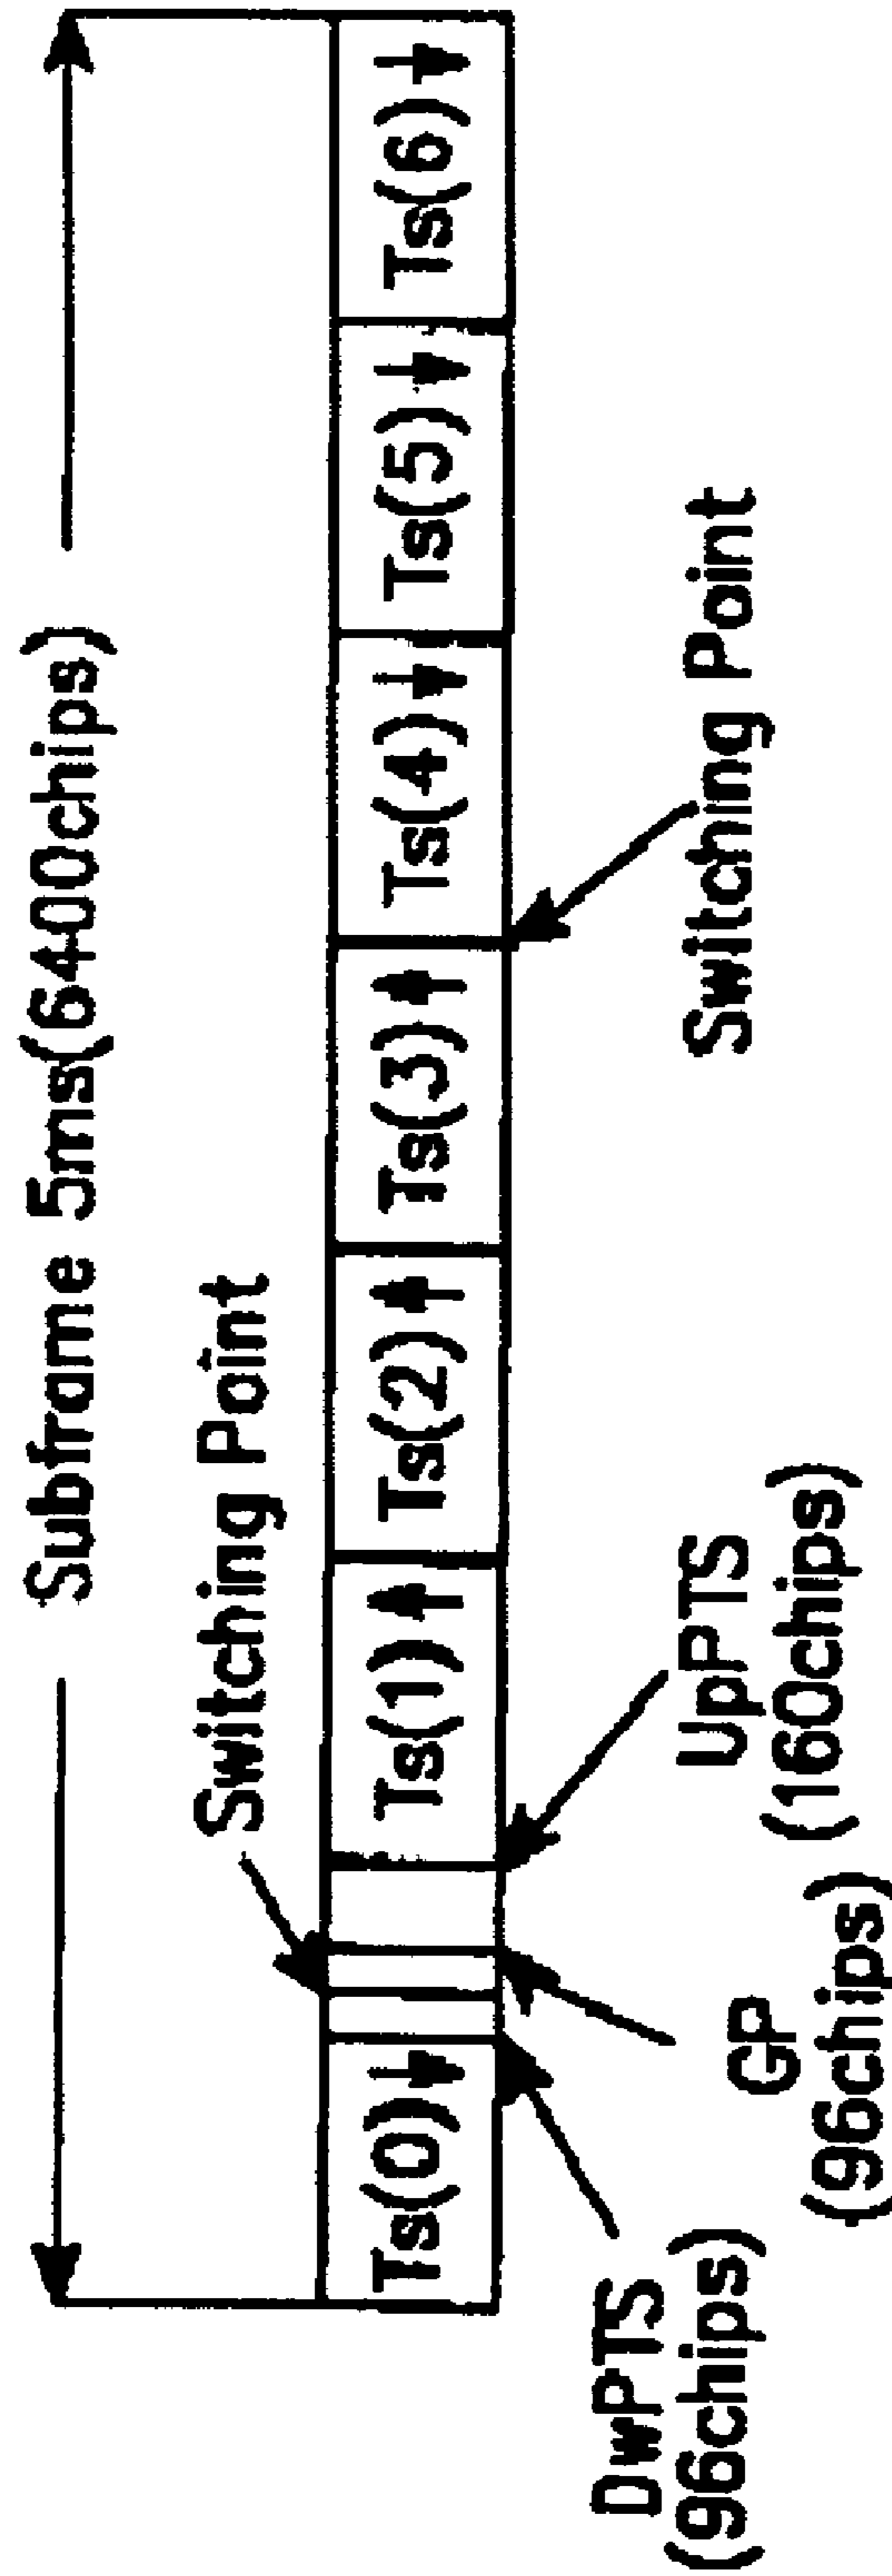 Subframe 5ms(6400chips)
Switching Point
Ts(0)
Ts(1)
Ts(2)
Ts(3)
Ts(4)
Ts(5)
Ts(6)
DwPTS
(96chips)
GP
(96chips)
UpPTS
(160chips)
Switching Point